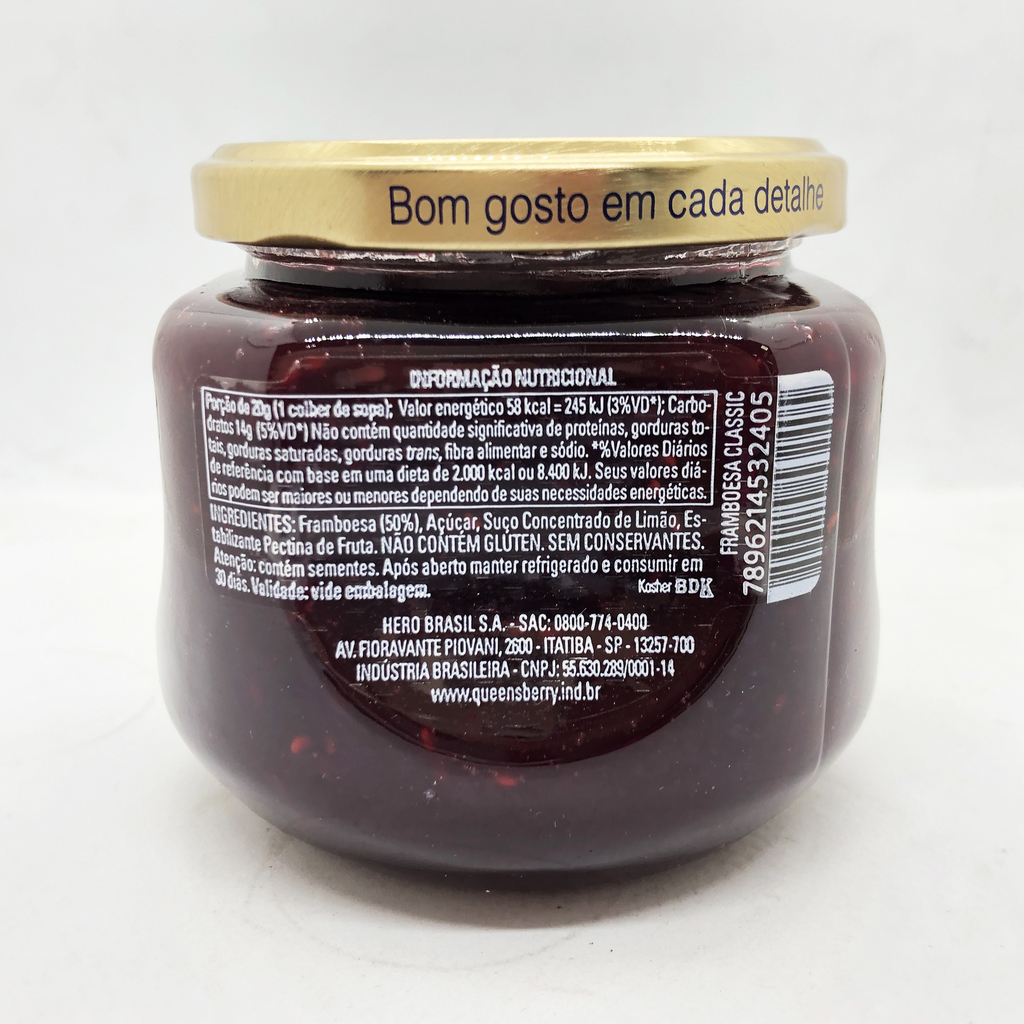 Bom gosto em cada detalhe
INFORMAÇÃO NUTRICIONAL
Porção de 20g (1 colher de sopa); Valor energético 58 kcal = 245 kJ (3%VD*); Carbo-
dratos 14g (5%VD*) Não contém quantidade significativa de proteínas, gorduras to-
tais, gorduras saturadas, gorduras trans, fibra alimentar e sódio. *%Valores Diários
de referência com base em uma dieta de 2.000 kcal ou 8.400 kJ. Seus valores diá-
rios podem ser maiores ou menores dependendo de suas necessidades energéticas.
INGREDIENTES: Framboesa (50%), Açúcar, Suco Concentrado de Limão, Es-
tabilizante Pectina de Fruta. NÃO CONTÉM GLÚTEN. SEM CONSERVANTES.
Atenção: contém sementes. Após aberto manter refrigerado e consumir em
30 dias. Validade: vide embalagem.
Kosher BDK
HERO BRASIL S.A. - SAC: 0800-774-0400
AV. FIORAVANTE PIOVANI, 2600 - ITATIBA - SP - 13257-700
INDÚSTRIA BRASILEIRA - CNPJ: 55.630.289/0001-14
www.queensberry.ind.br
FRAMBOESA CLASSIC
7896214532405